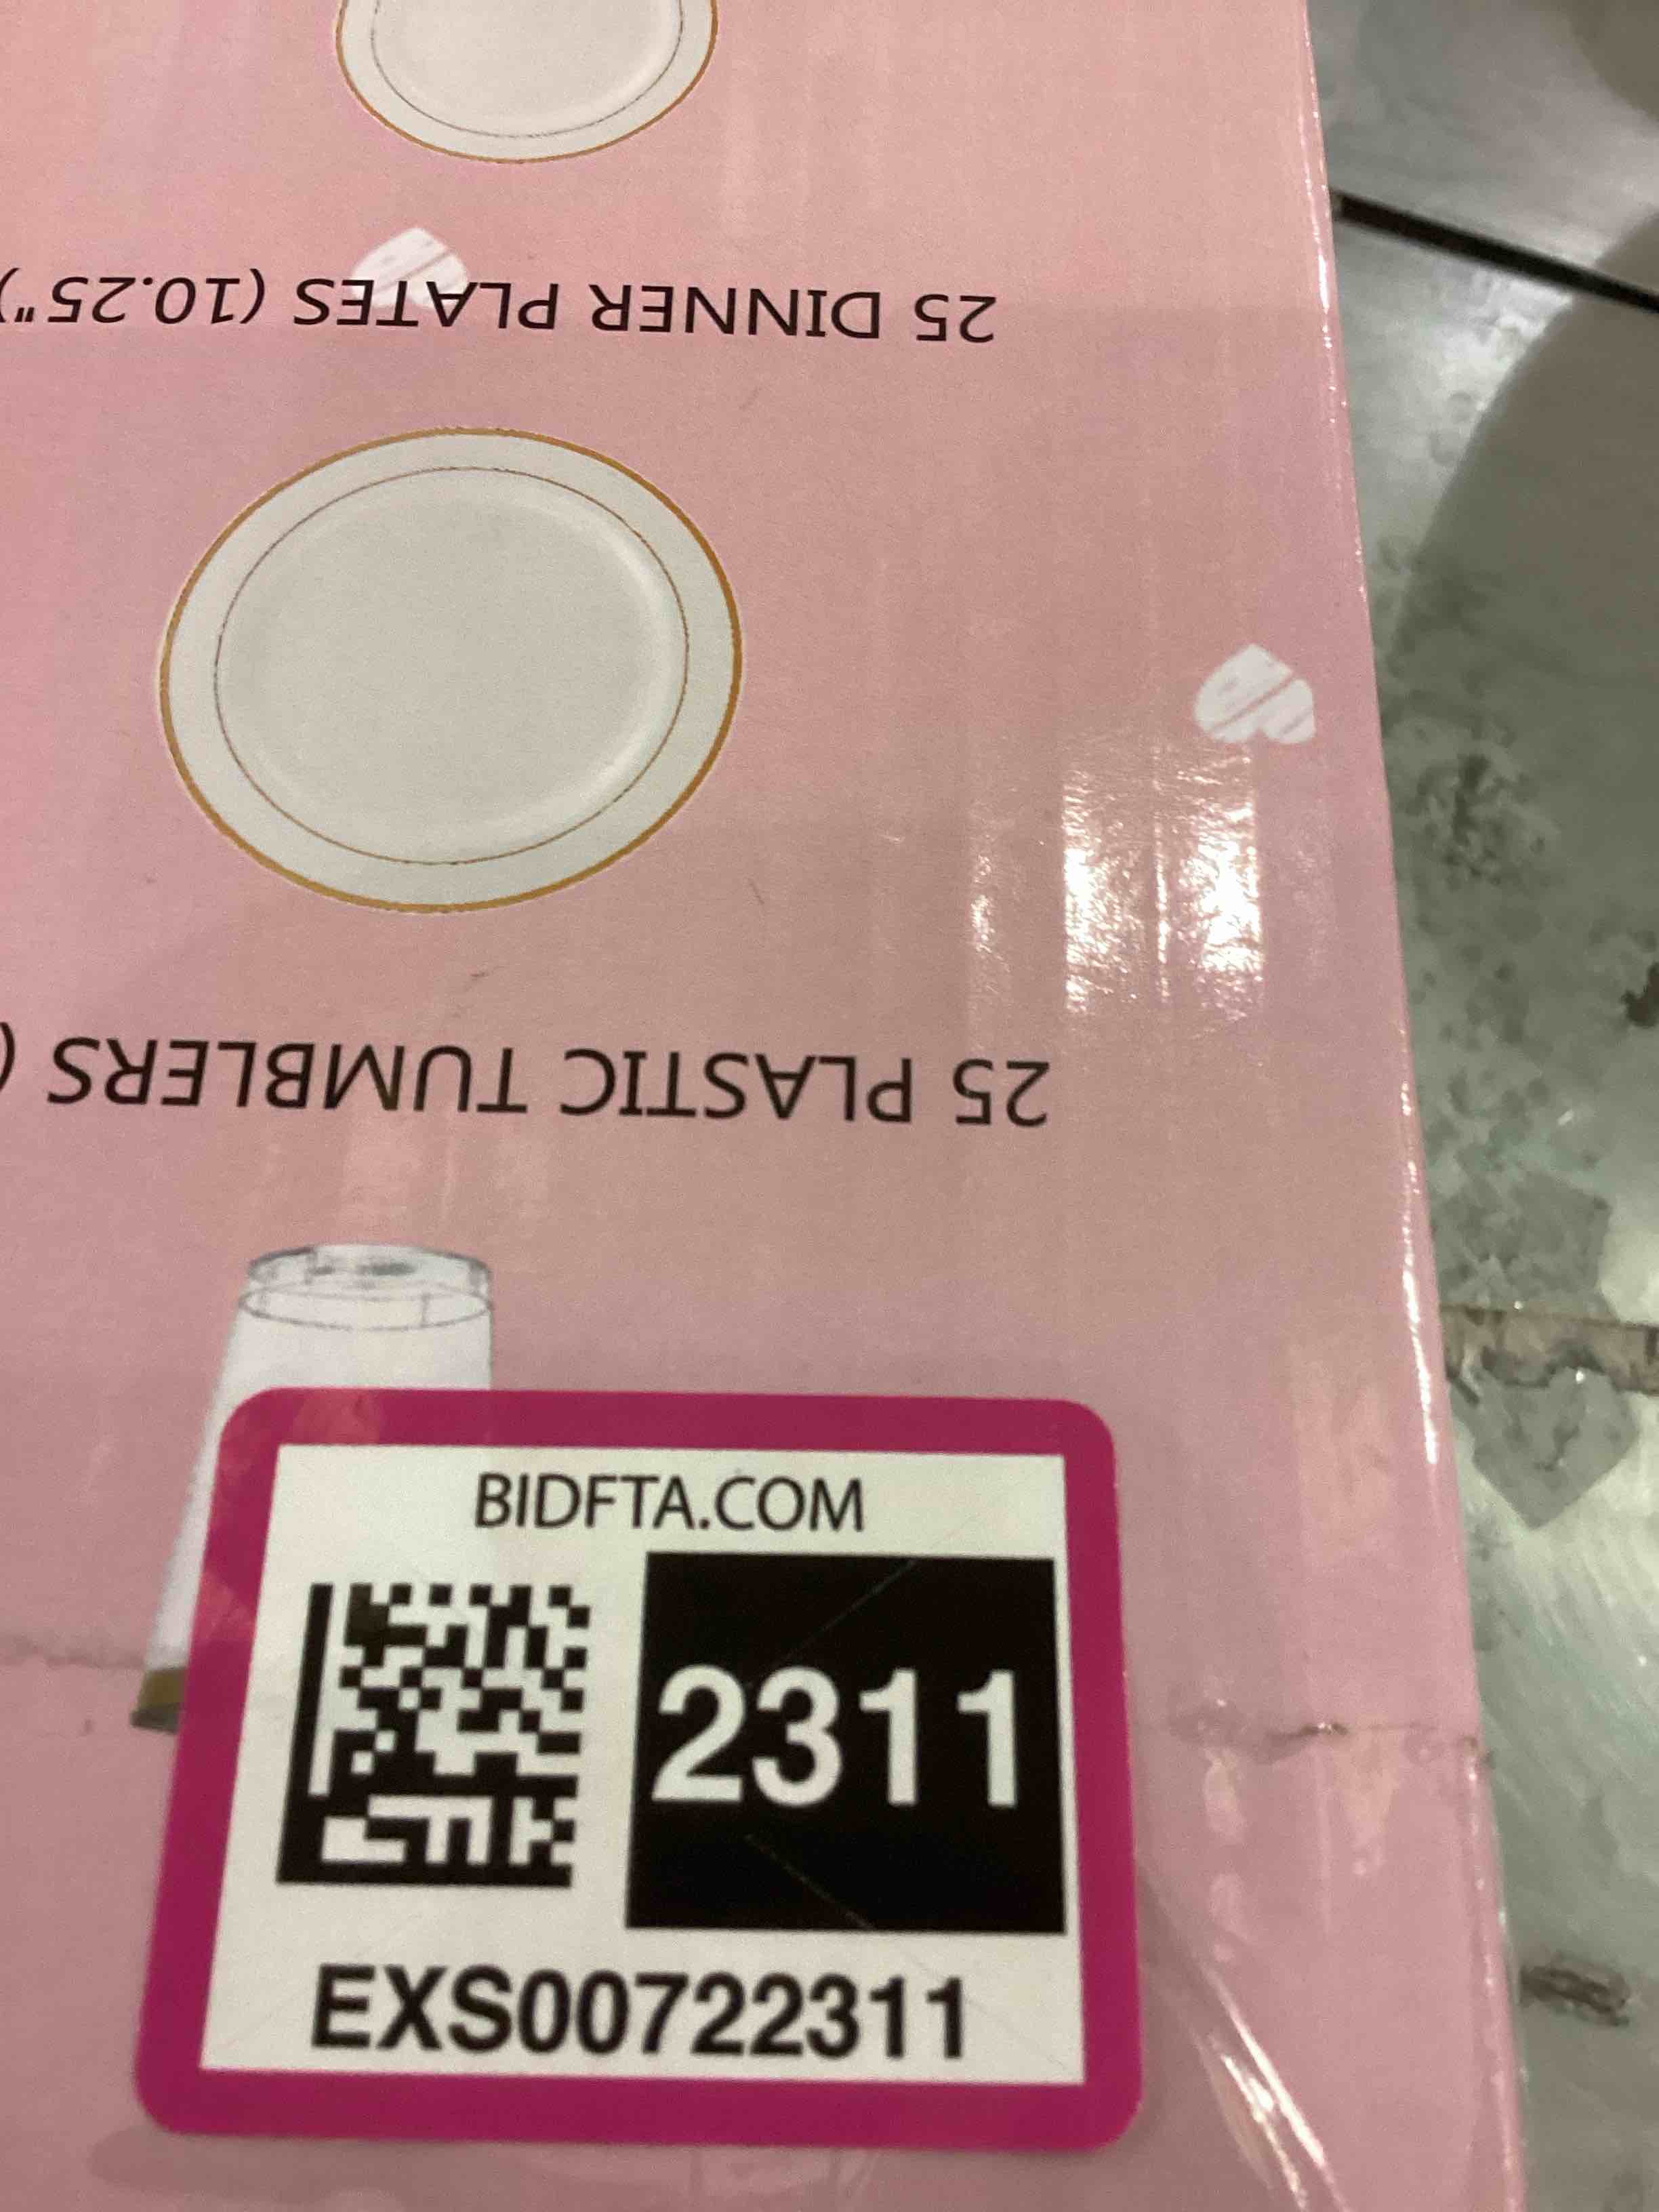 25 DINNER PLATES (10.25")
25 PLASTIC TUMBLERS (
BIDFTA.COM
2311
EXS00722311